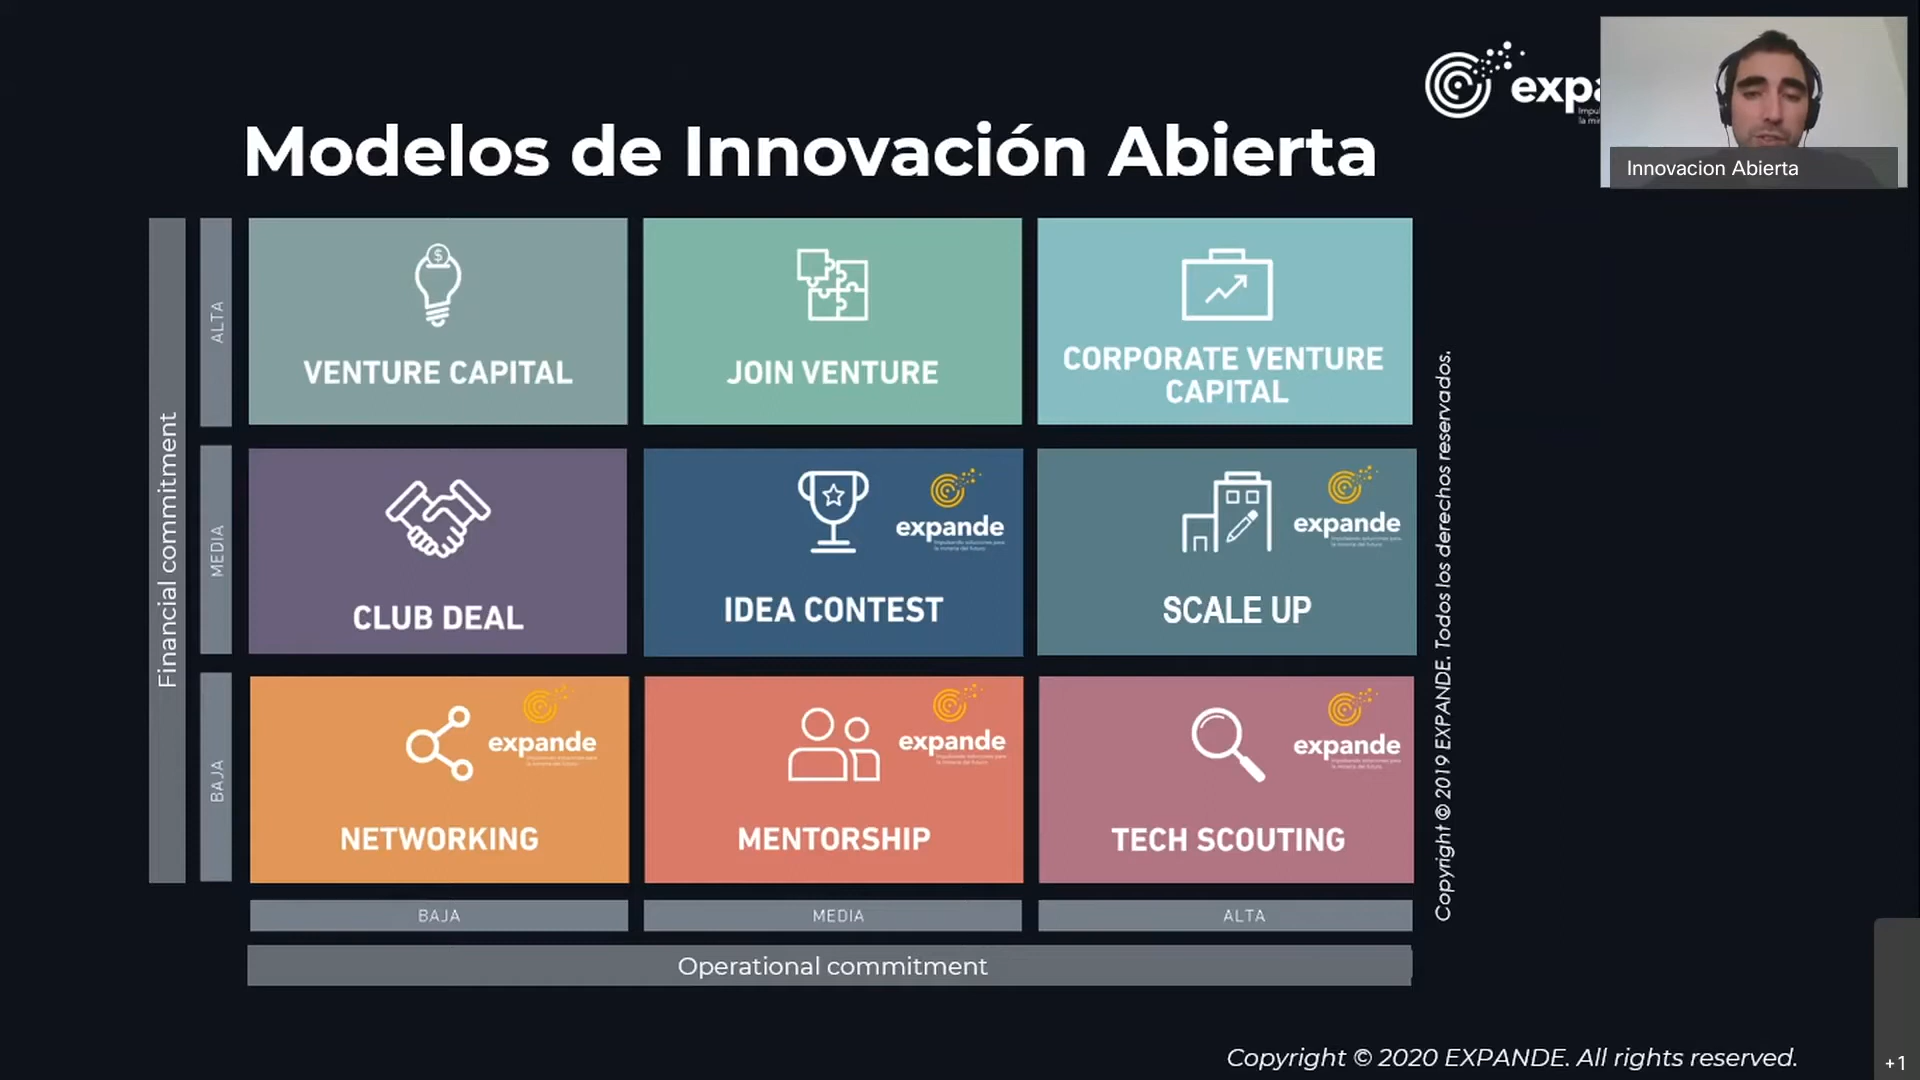 expa
Innovacion Abierta
Modelos de Innovación Abierta
Financial commitment
ALTA
VENTURE CAPITAL
JOIN VENTURE
CORPORATE VENTURE
CAPITAL
MEDIA
CLUB DEAL
expande
IDEA CONTEST
expande
SCALE UP
BAJA
expande
NETWORKING
expande
MENTORSHIP
expande
TECH SCOUTING
Copyright © 2019 EXPANDE. Todos los derechos reservados.
BAJA
MEDIA
ALTA
Operational commitment
Copyright © 2020 EXPANDE. All rights reserved.
+1